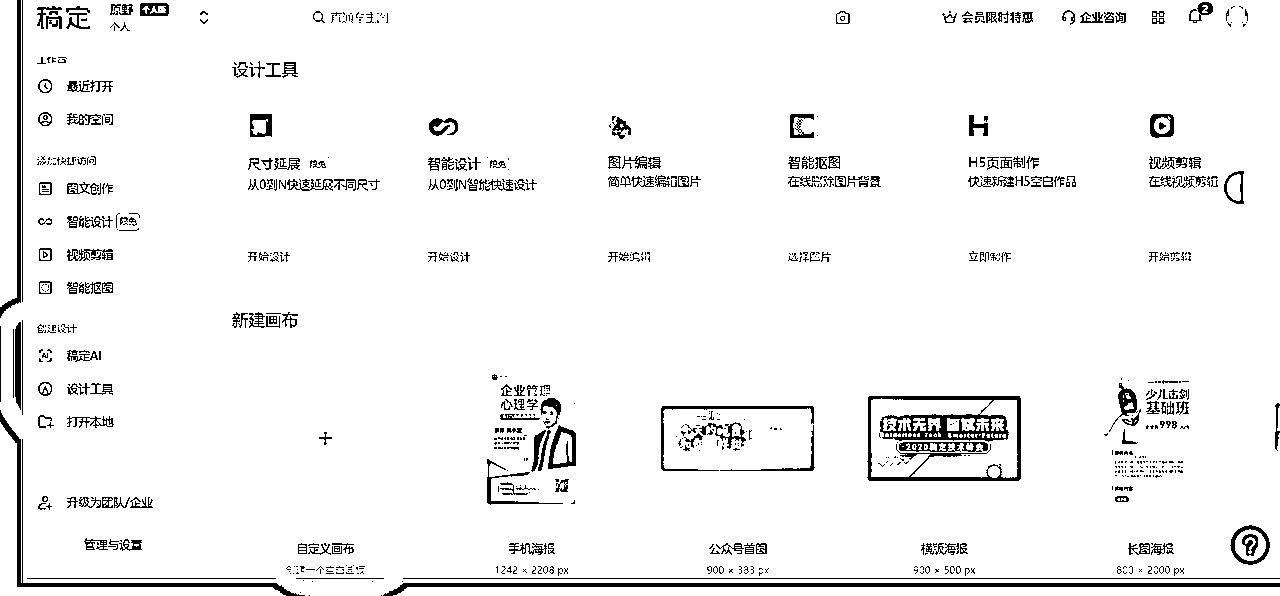 稿定
个人版
个人
会员限时特惠
企业咨询
2
工作台
最近打开
我的空间
添加快捷访问
图文创作
智能设计 限免
视频剪辑
智能抠图
创建设计
稿定AI
设计工具
打开本地
升级为团队/企业
管理与设置
设计工具
尺寸延展 限免
从0到N快速延展不同尺寸
开始设计
智能设计 限免
从0到N智能快速设计
开始设计
图片编辑
简单快速编辑图片
开始编辑
智能抠图
在线消除图片背景
选择图片
H5页面制作
快速新建H5空白作品
立即制作
视频剪辑
在线视频剪辑
开始剪辑
新建画布
自定义画布
创建一个空白画板
企业管理
心理学
手机海报
1242 × 2208 px
公众号首图
900 × 383 px
技术无界 智联未来
横版海报
900 × 500 px
少儿击剑
基础班
998
长图海报
800 × 2000 px